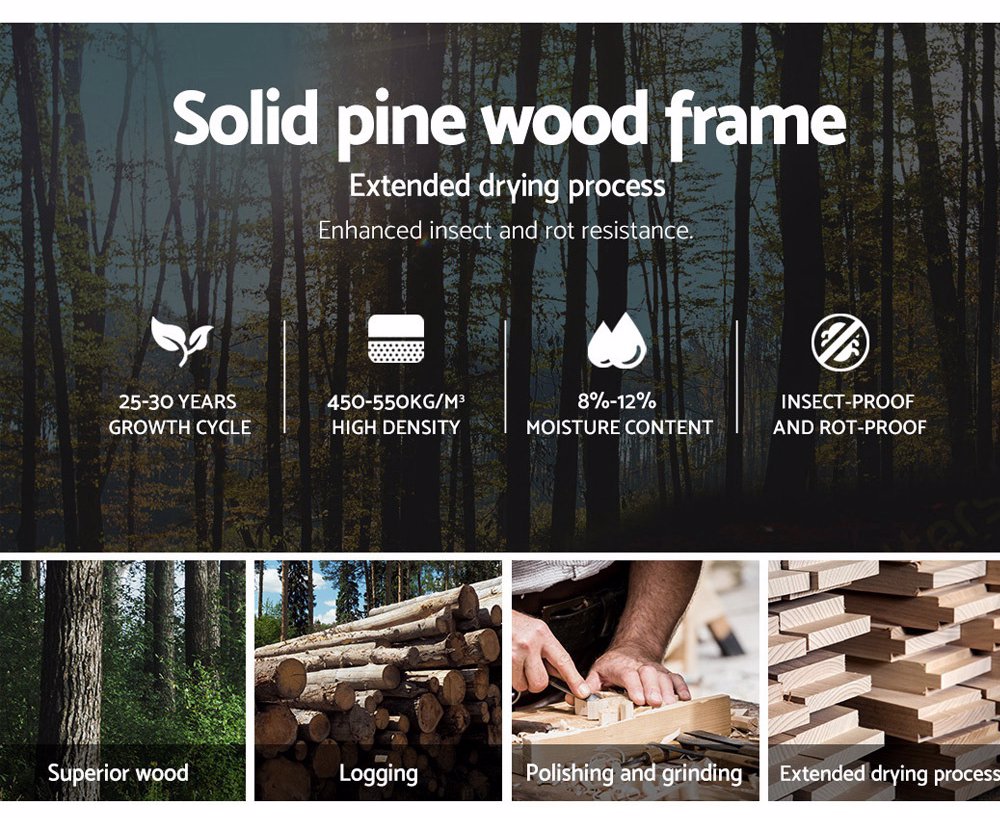 Solid pine wood frame
Extended drying process
Enhanced insect and rot resistance.
25-30 YEARS
GROWTH CYCLE
450-550KG/M³
HIGH DENSITY
8%-12%
MOISTURE CONTENT
INSECT-PROOF
AND ROT-PROOF
Superior wood
Logging
Polishing and grinding
Extended drying process